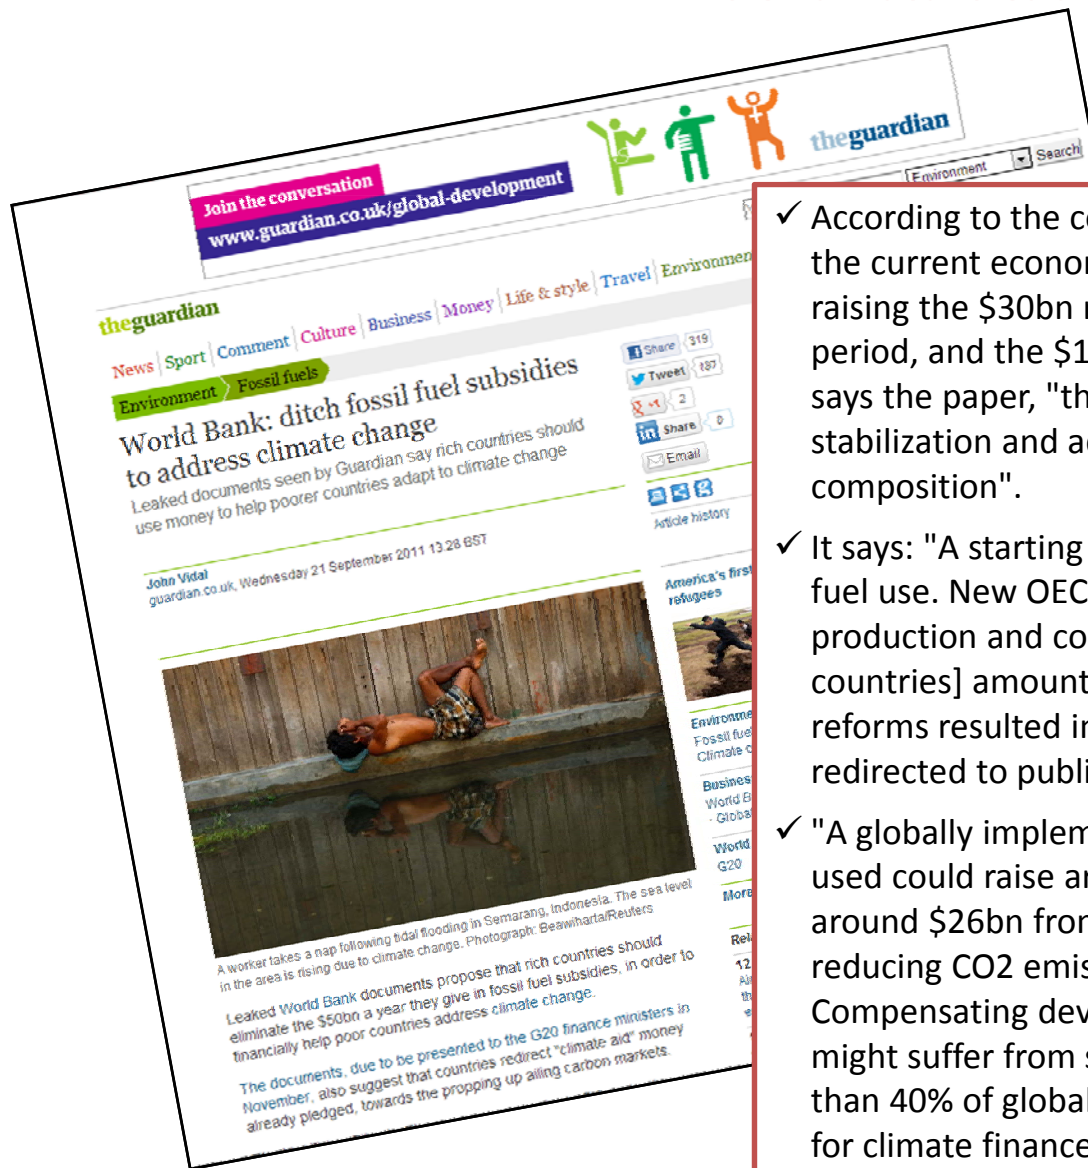 Join the conversation
www.guardian.co.uk/global-development
theguardian
Environment
Search
theguardian
News Sport Comment Culture Business Money Life & style Travel Environmen
Environment Fossil fuels
World Bank: ditch fossil fuel subsidies
to address climate change
Leaked documents seen by Guardian say rich countries should
use money to help poorer countries adapt to climate change
John Vidal
guardian.co.uk, Wednesday 21 September 2011 13.28 BST
Share 319
Tweet 187
+1 2
Share 0
Email
Article history
America's first
refugees
Environme
Fossil fue
Climate c
Business
World B
· Globa
World
G20
More
Rel
12
A worker takes a nap following tidal flooding in Semarang, Indonesia. The sea level
in the area is rising due to climate change. Photograph: Beawiharta/Reuters
Leaked World Bank documents propose that rich countries should
eliminate the $50bn a year they give in fossil fuel subsidies, in order to
financially help poor countries address climate change.
The documents, due to be presented to the G20 finance ministers in
November, also suggest that countries redirect "climate aid" money
already pledged, towards the propping up ailing carbon markets.
✓ According to the co
the current econor
raising the $30bn r
period, and the $1
says the paper, "th
stabilization and a
composition".
✓ It says: "A starting
fuel use. New OEC
production and co
countries] amount
reforms resulted i
redirected to publi
✓ "A globally implem
used could raise ar
around $26bn from
reducing CO2 emis
Compensating dev
might suffer from s
than 40% of global
for climate finance